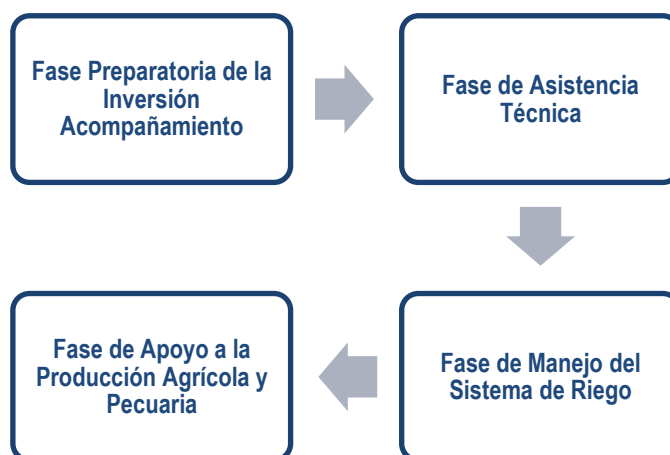 Fase Preparatoria de la
Inversión
Acompañamiento
Fase de Asistencia
Técnica
Fase de Manejo del
Sistema de Riego
Fase de Apoyo a la
Producción Agrícola y
Pecuaria